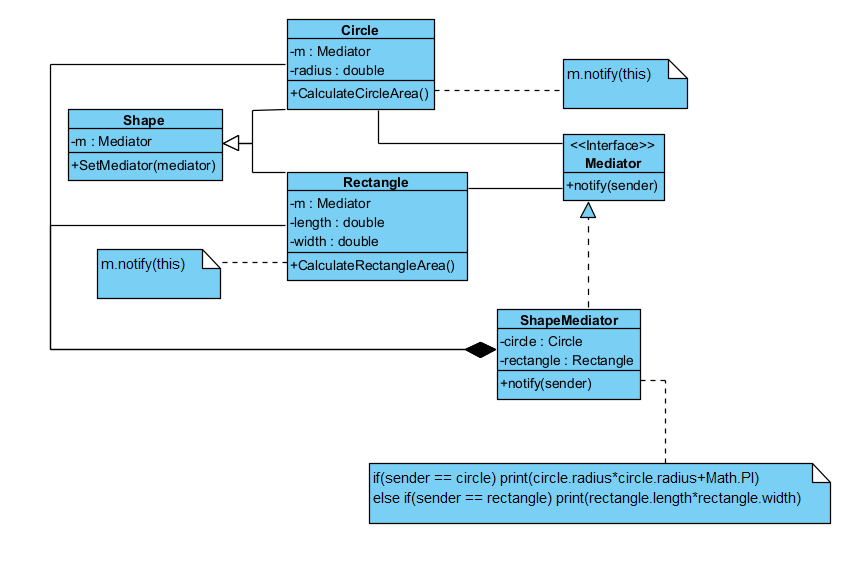 Circle
-m : Mediator
-radius : double
+CalculateCircleArea()
m.notify(this)
Shape
-m : Mediator
+SetMediator(mediator)
<<Interface>>
Mediator
+notify(sender)
Rectangle
-m : Mediator
-length : double
-width : double
+CalculateRectangleArea()
m.notify(this)
ShapeMediator
-circle : Circle
-rectangle : Rectangle
+notify(sender)
if(sender == circle) print(circle.radius*circle.radius+Math.PI)
else if(sender == rectangle) print(rectangle.length*rectangle.width)